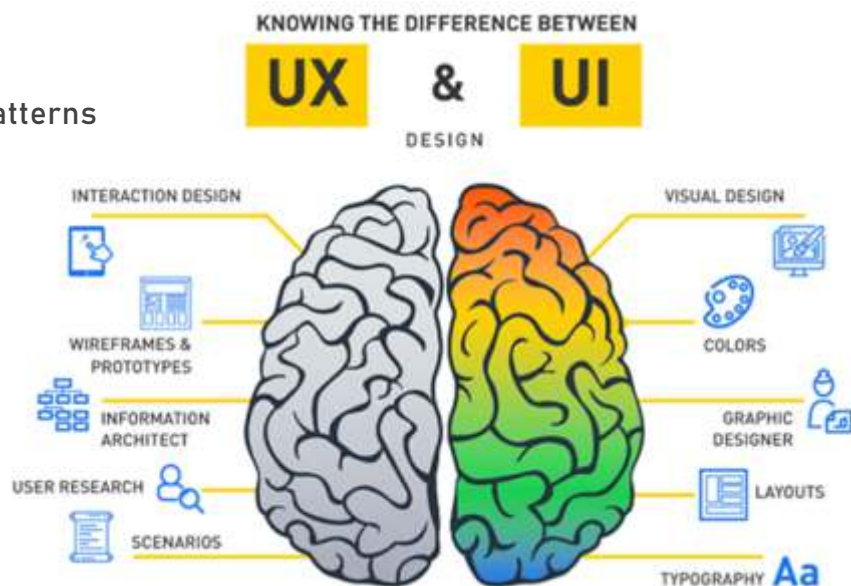 KNOWING THE DIFFERENCE BETWEEN
UX & UI
DESIGN
atterns
INTERACTION DESIGN
WIREFRAMES &
PROTOTYPES
INFORMATION
ARCHITECT
USER RESEARCH
SCENARIOS
VISUAL DESIGN
COLORS
GRAPHIC
DESIGNER
LAYOUTS
TYPOGRAPHY Aa